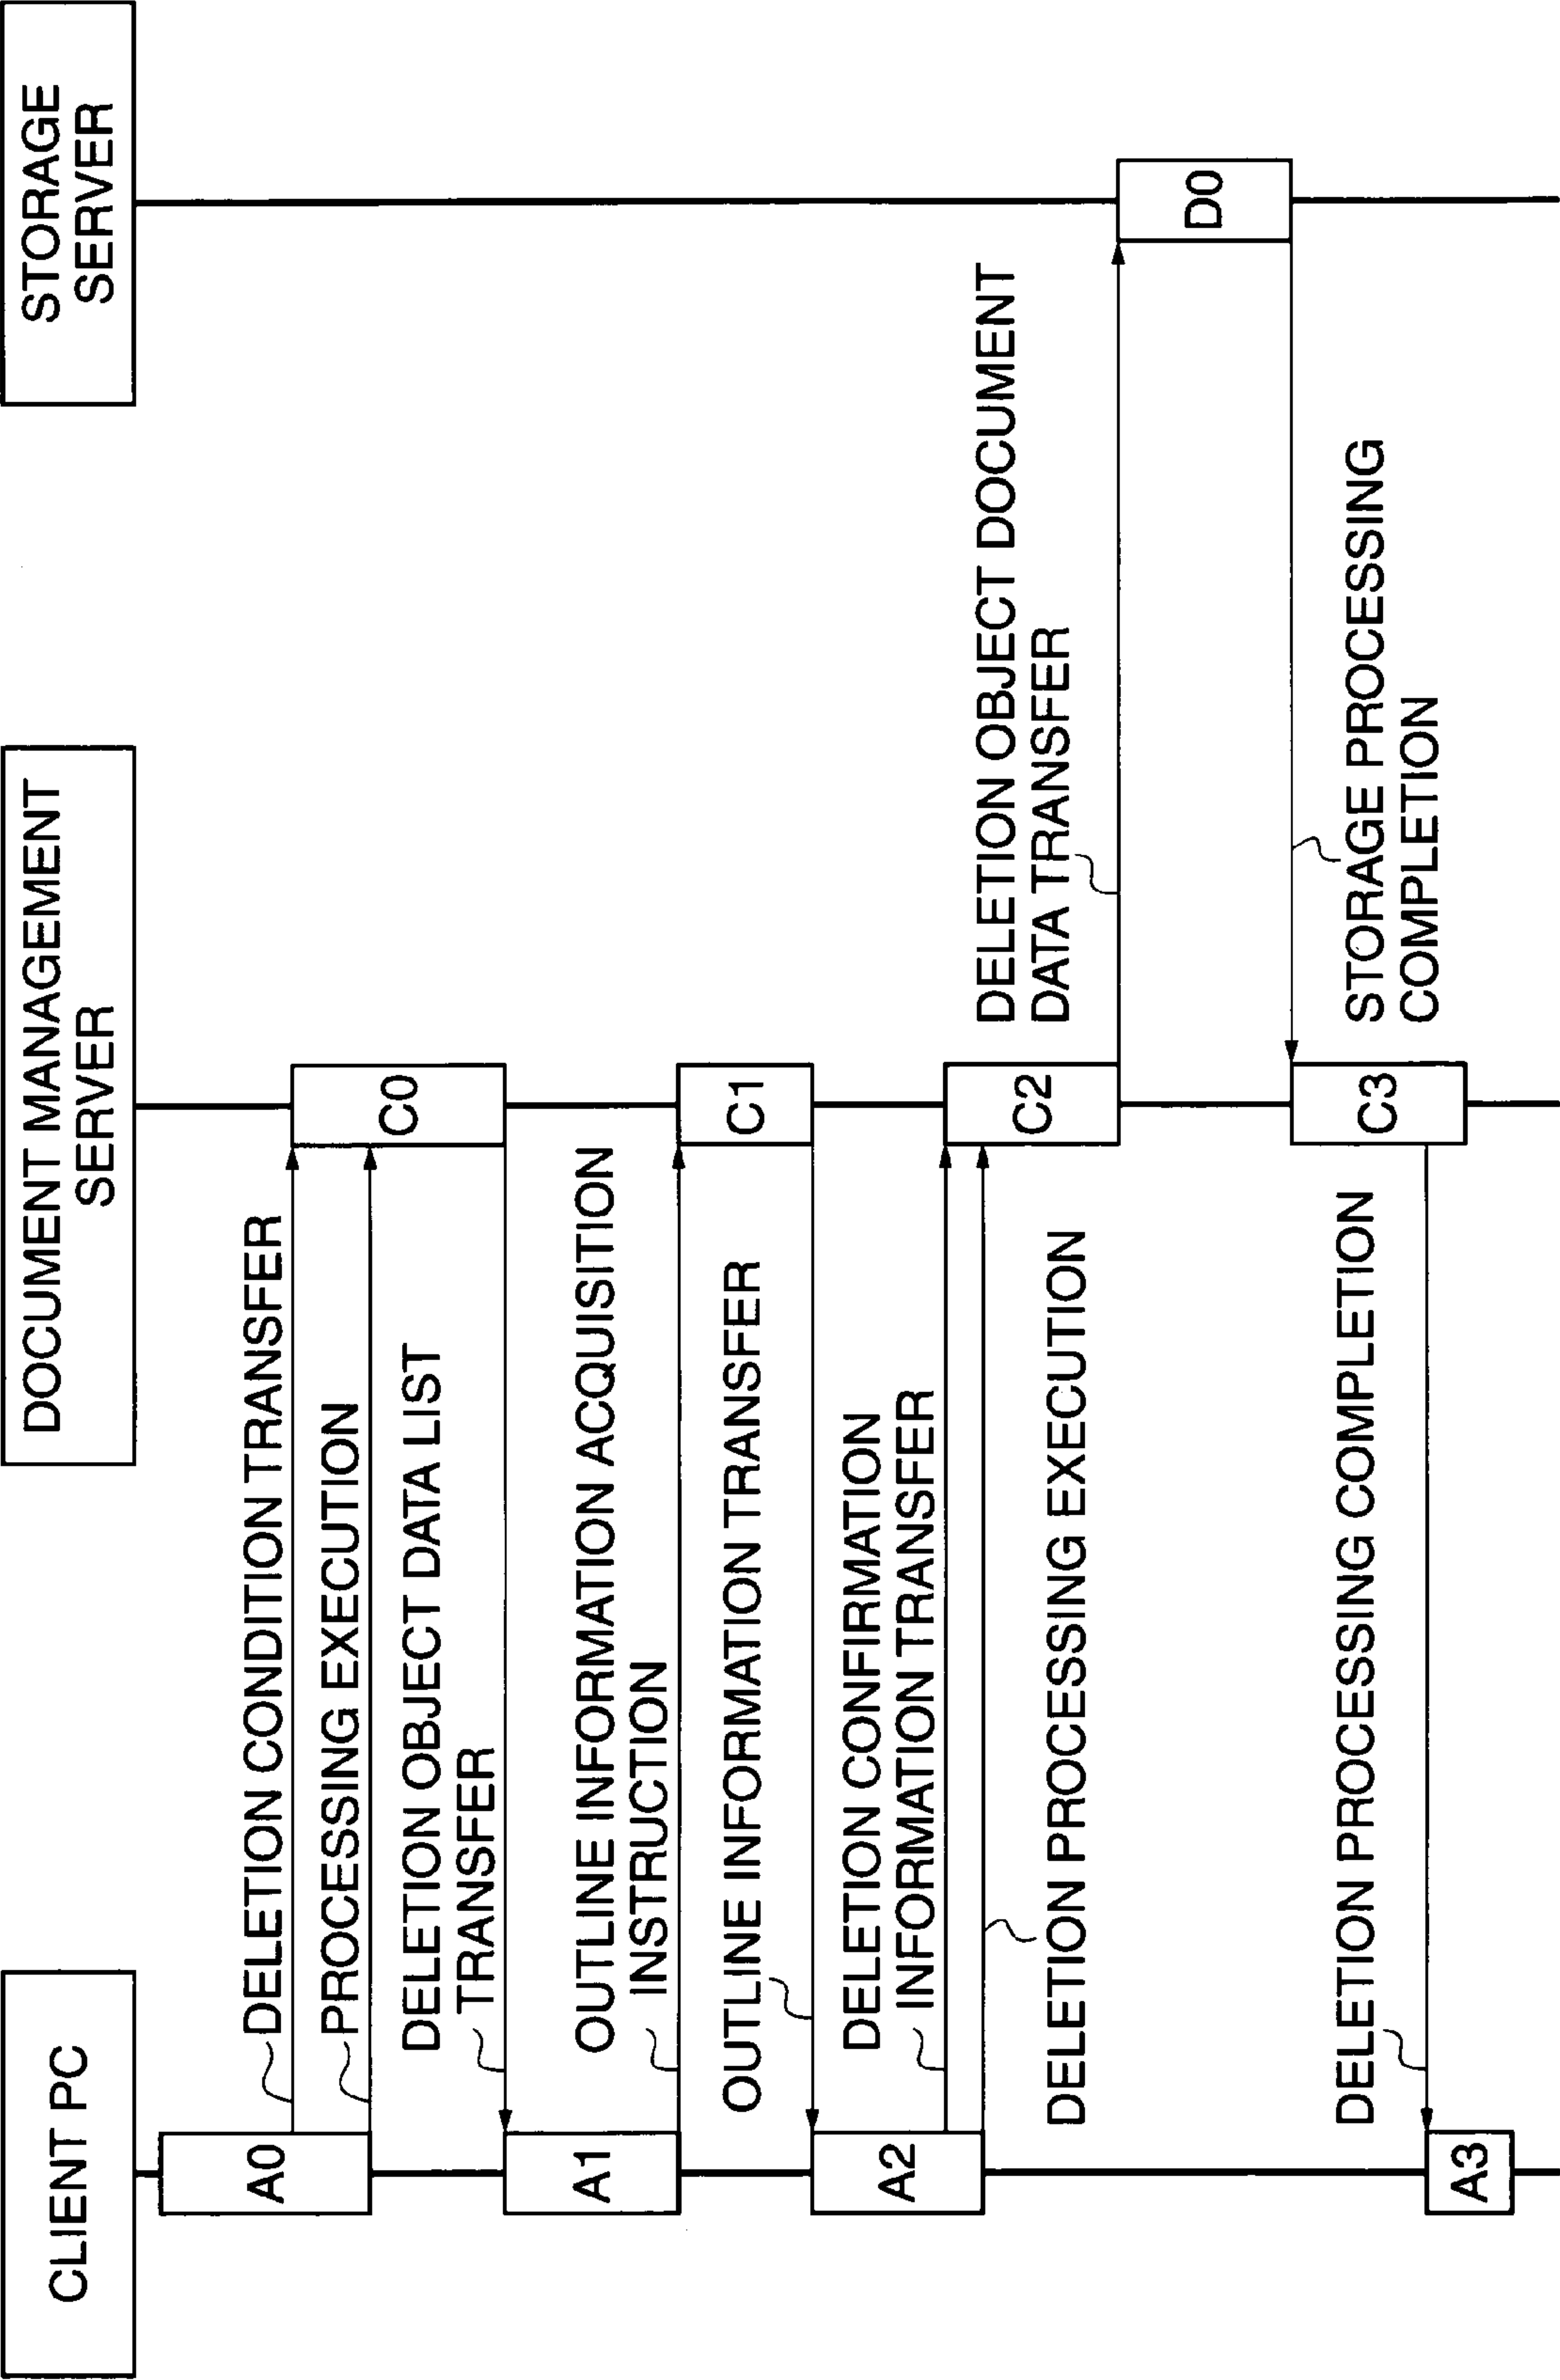 CLIENT PC
DOCUMENT MANAGEMENT
SERVER
STORAGE
SERVER
A0
DELETION CONDITION TRANSFER
PROCESSING EXECUTION
C0
DELETION OBJECT DATA LIST
TRANSFER
A1
OUTLINE INFORMATION ACQUISITION
INSTRUCTION
C1
OUTLINE INFORMATION TRANSFER
A2
DELETION CONFIRMATION
INFORMATION TRANSFER
C2
DELETION PROCESSING EXECUTION
DELETION OBJECT DOCUMENT
DATA TRANSFER
D0
STORAGE PROCESSING
COMPLETION
C3
DELETION PROCESSING COMPLETION
A3